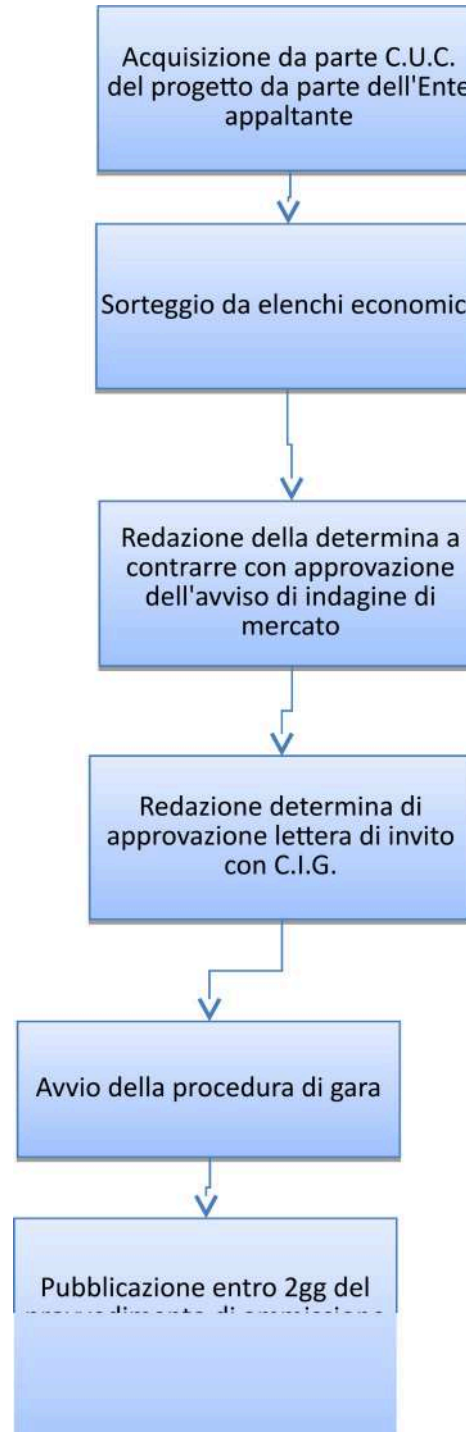 Acquisizione da parte C.U.C.
del progetto da parte dell'Ente
appaltante
Sorteggio da elenchi economic
Redazione della determina a
contrarre con approvazione
dell'avviso di indagine di
mercato
Redazione determina di
approvazione lettera di invito
con C.I.G.
Avvio della procedura di gara
Pubblicazione entro 2gg del